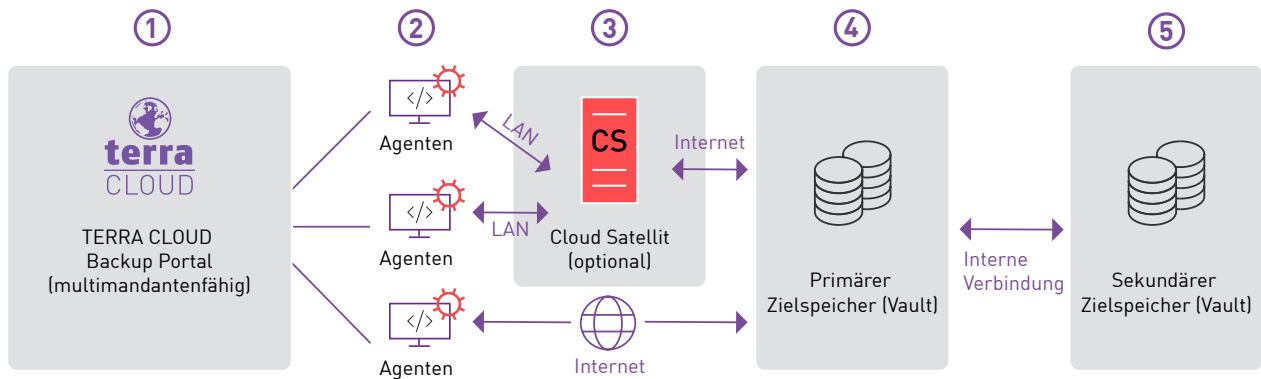 1
2
3
4
5
terra
CLOUD
TERRA CLOUD
Backup Portal
(multimandantenfähig)
</>
Agenten
</>
Agenten
</>
Agenten
LAN
LAN
CS
Cloud Satellit
(optional)
Internet
Internet
Primärer
Zielspeicher (Vault)
Interne
Verbindung
Sekundärer
Zielspeicher (Vault)